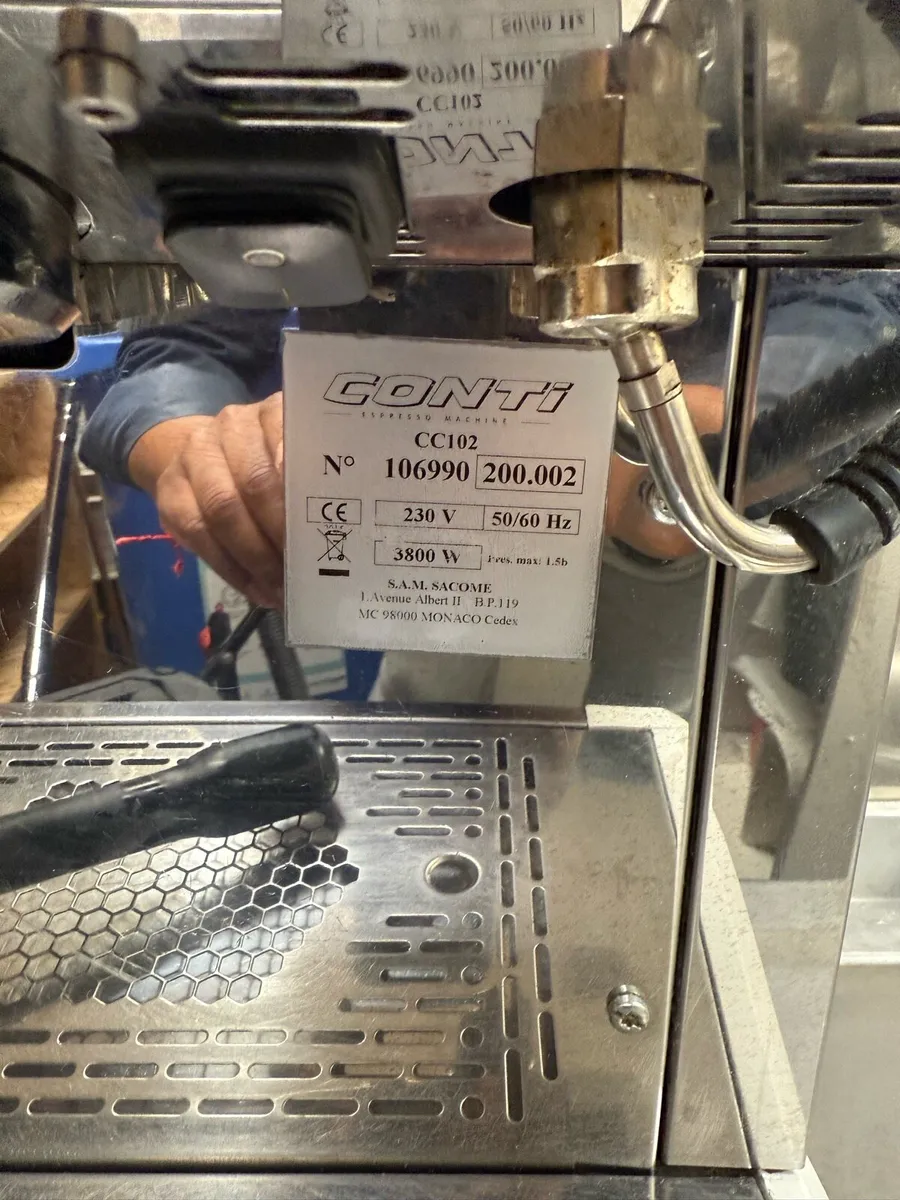 CONTi
ESPRESSO MACHINE
CC102
N° 106990 200.002
CE 230 V 50/60 Hz
3800 W Pres. max: 1.5b
S.A.M. SACOME
1.Avenue Albert II B.P.119
MC 98000 MONACO Cedex